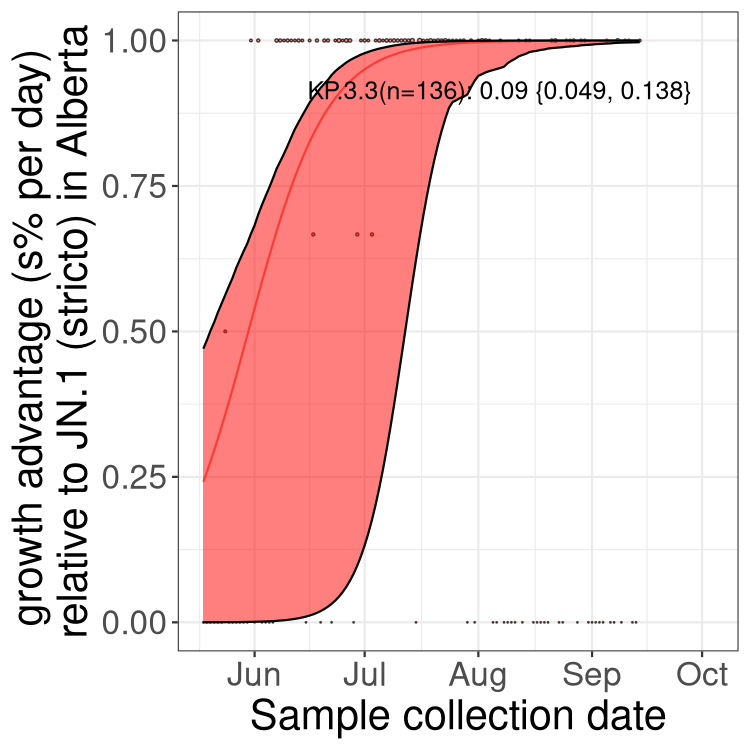 growth advantage (s% per day)
relative to JN.1 (stricto) in Alberta
1.00
0.75
0.50
0.25
0.00
KP.3.3(n=136): 0.09 {0.049, 0.138}
Jun Jul Aug Sep Oct
Sample collection date